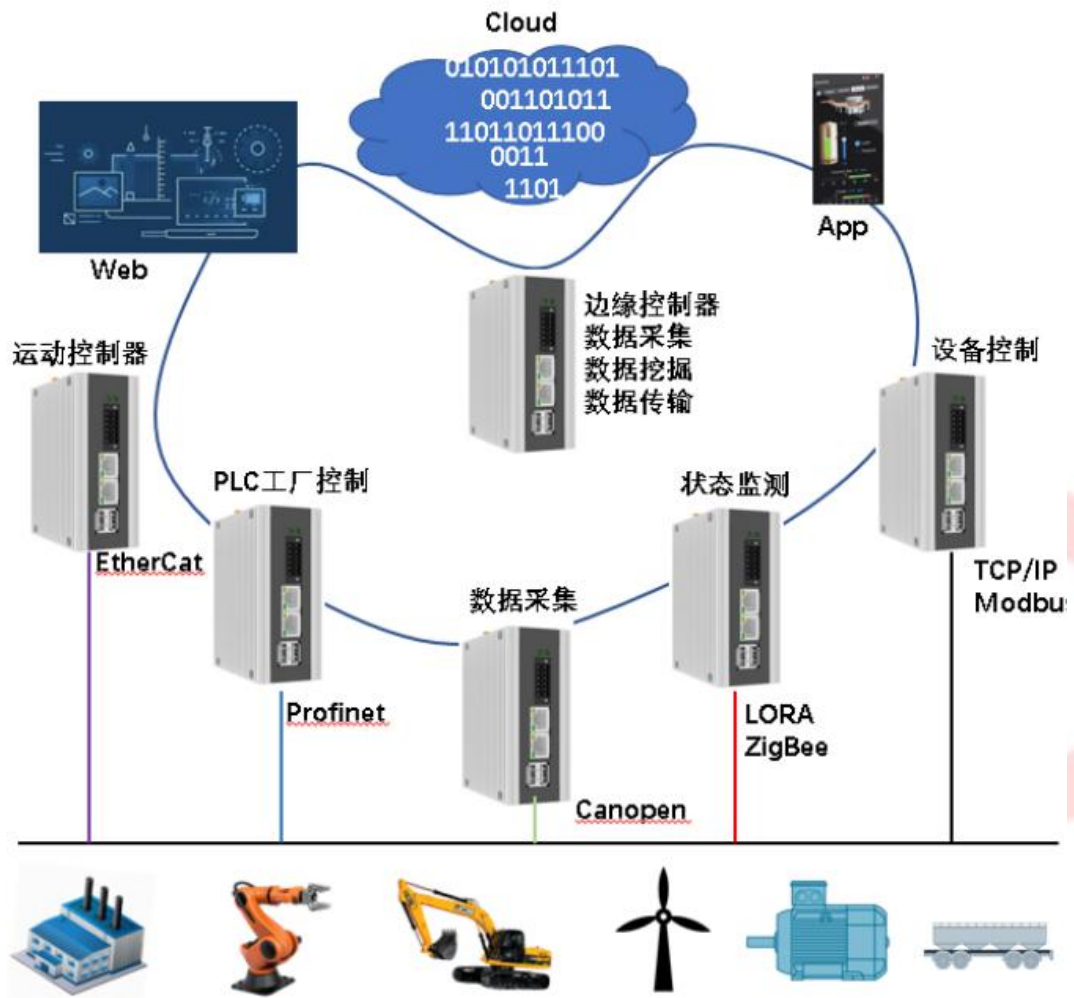 Cloud
010101011101
001101011
11011011100
0011
1101
Web
App
边缘控制器
数据采集
数据挖掘
数据传输
运动控制器
设备控制
PLC工厂控制
状态监测
EtherCat
TCP/IP
Modbus
数据采集
Profinet
LORA
ZigBee
Canopen